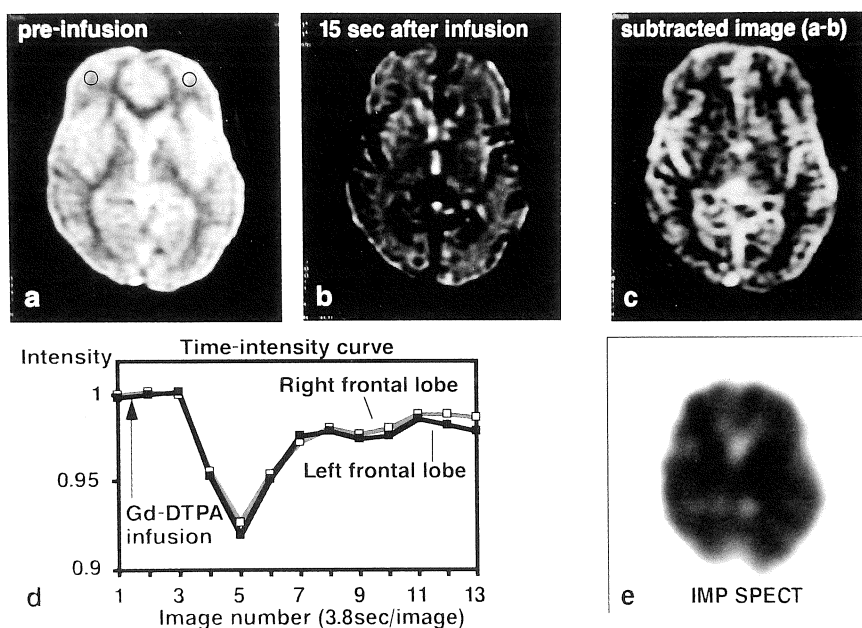 pre-infusion
15 sec after infusion
subtracted image (a-b)
a
b
c
Intensity
Time-intensity curve
1
0.95
0.9
Right frontal lobe
Left frontal lobe
Gd-DTPA
infusion
d
1 3 5 7 9 11 13
Image number (3.8sec/image)
e
IMP SPECT